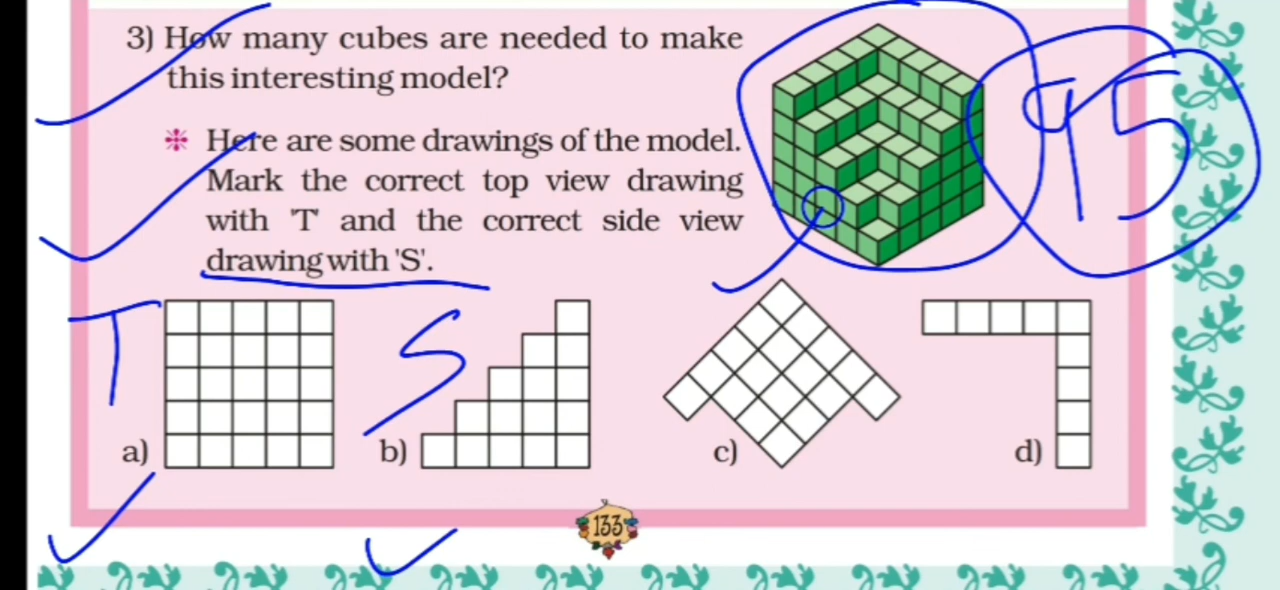 3) How many cubes are needed to make
this interesting model?
Here are some drawings of the model.
Mark the correct top view drawing
with 'T' and the correct side view
drawing with 'S'.
95
T
S
a)
b)
c)
d)
133